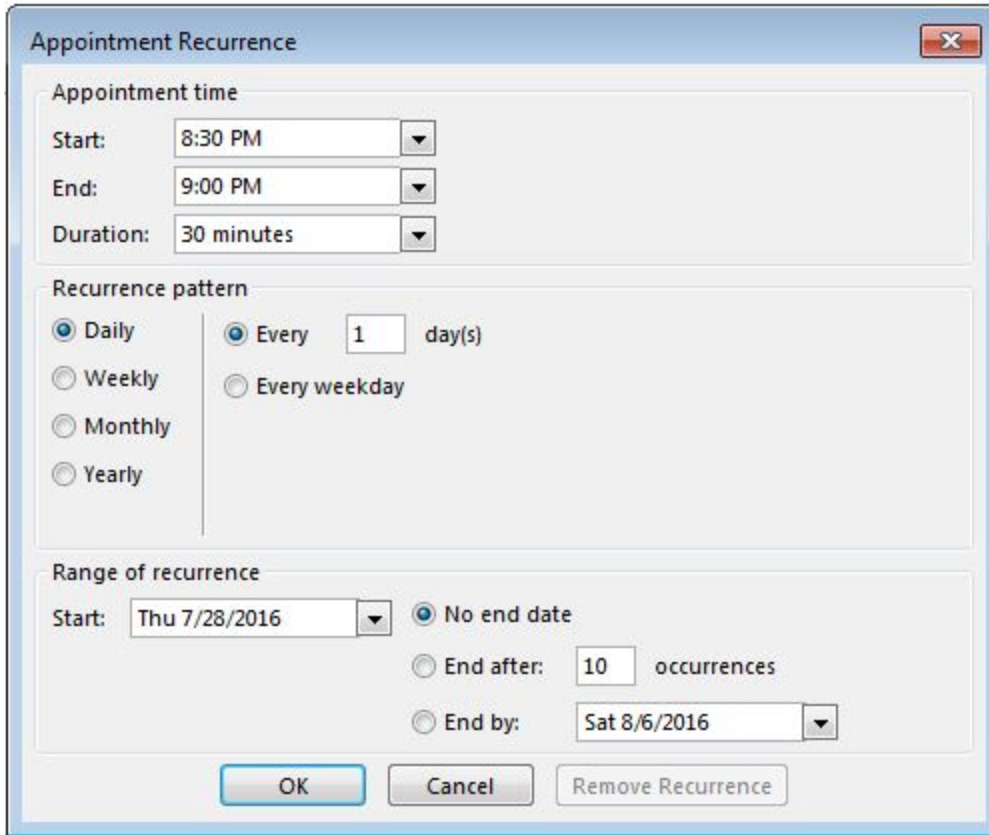 Appointment Recurrence
Appointment time
Start: 8:30 PM
End: 9:00 PM
Duration: 30 minutes
Recurrence pattern
Daily
Weekly
Monthly
Yearly
Every 1 day(s)
Every weekday
Range of recurrence
Start: Thu 7/28/2016
No end date
End after: 10 occurrences
End by: Sat 8/6/2016
OK Cancel Remove Recurrence